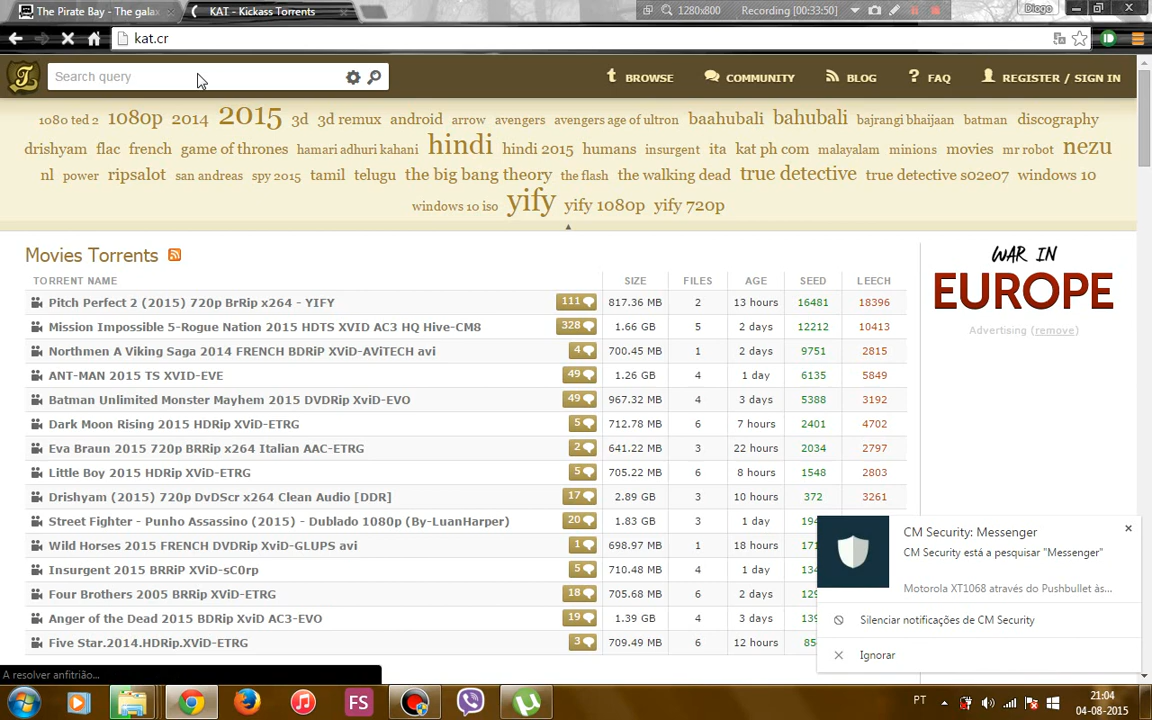 The Pirate Bay - The galax
KAT - Kickass Torrents
1280x800
Recording [00:33:50]
Diogo
kat.cr
Search query
BROWSE
COMMUNITY
BLOG
FAQ
REGISTER / SIGN IN
1080 ted 2 1080p 2014 2015 3d 3d remux android arrow avengers avengers age of ultron baahubali bahubali bajrangi bhaijaan batman discography
drishyam flac french game of thrones hamari adhuri kahani hindi hindi 2015 humans insurgent ita kat ph com malayalam minions movies mr robot nezu
nl power ripsalot san andreas spy 2015 tamil telugu the big bang theory the flash the walking dead true detective true detective s02e07 windows 10
windows 10 iso yify yify 1080p yify 720p
Movies Torrents
TORRENT NAME SIZE FILES AGE SEED LEECH
Pitch Perfect 2 (2015) 720p BrRip x264 - YIFY 111 817.36 MB 2 13 hours 16481 18396
Mission Impossible 5-Rogue Nation 2015 HDTS XVID AC3 HQ Hive-CM8 328 1.66 GB 5 2 days 12212 10413
Northmen A Viking Saga 2014 FRENCH BDRiP XViD-AViTECH avi 4 700.45 MB 1 2 days 9751 2815
ANT-MAN 2015 TS XVID-EVE 49 1.26 GB 4 1 day 6135 5849
Batman Unlimited Monster Mayhem 2015 DVDRip XviD-EVO 49 967.32 MB 4 3 days 5388 3192
Dark Moon Rising 2015 HDRip XViD-ETRG 5 712.78 MB 6 7 hours 2401 4702
Eva Braun 2015 720p BRRip x264 Italian AAC-ETRG 2 641.22 MB 3 22 hours 2034 2797
Little Boy 2015 HDRip XViD-ETRG 5 705.22 MB 6 8 hours 1548 2803
Drishyam (2015) 720p DvDScr x264 Clean Audio [DDR] 17 2.89 GB 3 10 hours 372 3261
Street Fighter - Punho Assassino (2015) - Dublado 1080p (By-LuanHarper) 20 1.83 GB 3 1 day
Wild Horses 2015 FRENCH DVDRip XviD-GLUPS avi 1 698.97 MB 1 18 hours
Insurgent 2015 BRRiP XViD-sC0rp 5 710.48 MB 4 1 day
Four Brothers 2005 BRRip XViD-ETRG 18 705.68 MB 6 2 days
Anger of the Dead 2015 BDRip XviD AC3-EVO 19 1.39 GB 4 3 days
Five Star.2014.HDRip.XViD-ETRG 3 709.49 MB 6 12 hours
WAR IN
EUROPE
Advertising (remove)
CM Security: Messenger
CM Security está a pesquisar "Messenger"
Motorola XT1068 através do Pushbullet às...
Silenciar notificações de CM Security
Ignorar
A resolver anfitrião...
FS
PT
21:04
04-08-2015